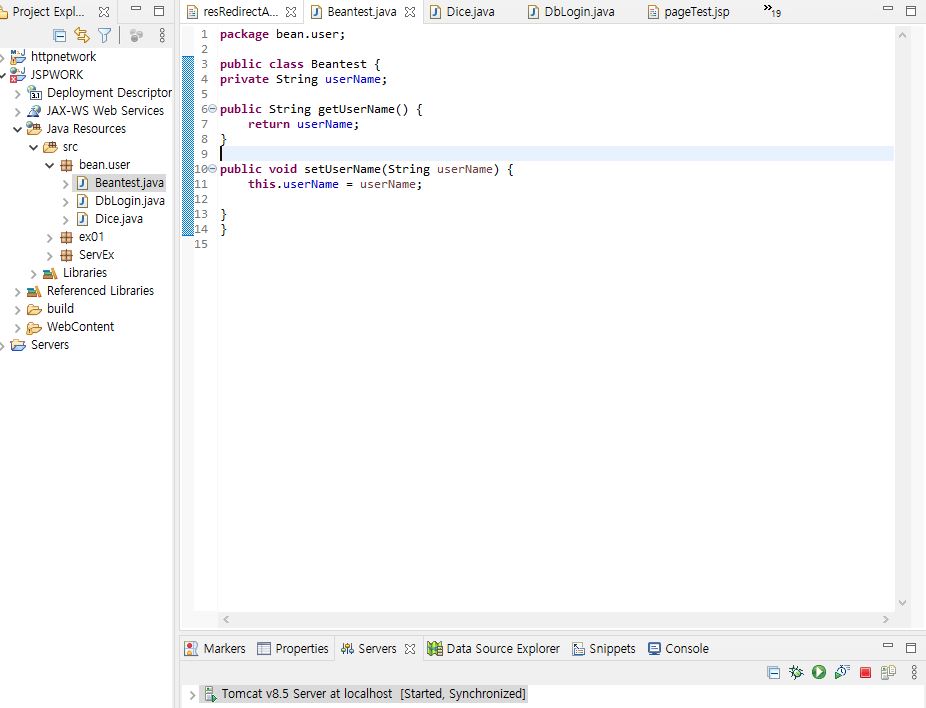 Project Expl...
resRedirectA...
Beantest.java
Dice.java
DbLogin.java
pageTest.jsp
»19
httpnetwork
JSPWORK
Deployment Descriptor
JAX-WS Web Services
Java Resources
src
bean.user
Beantest.java
DbLogin.java
Dice.java
ex01
ServEx
Libraries
Referenced Libraries
build
WebContent
Servers
1 package bean.user;
2
3 public class Beantest {
4 private String userName;
5
6 public String getUserName() {
7     return userName;
8 }
9
10 public void setUserName(String userName) {
11     this.userName = userName;
12
13 }
14 }
15
Markers
Properties
Servers
Data Source Explorer
Snippets
Console
Tomcat v8.5 Server at localhost [Started, Synchronized]